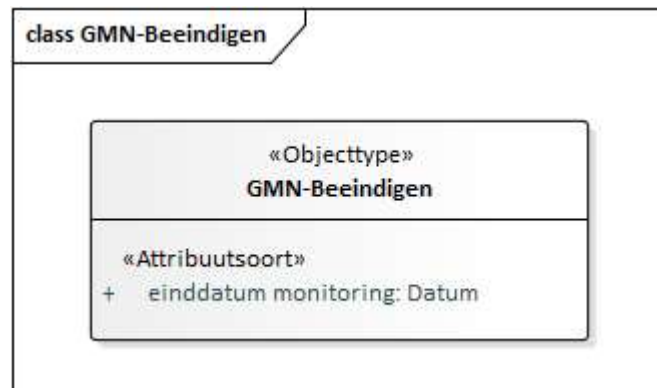 class GMN-Beeindigen
«Objecttype»
GMN-Beeindigen
«Attribuutsoort»
+ einddatum monitoring: Datum